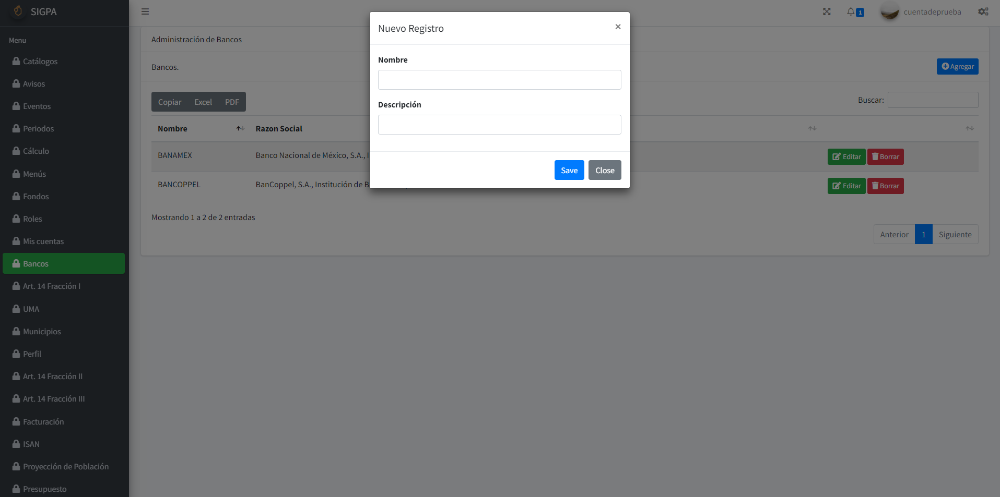 SIGPA
1
cuentadeprueba
Menu
Catálogos
Avisos
Eventos
Periodos
Cálculo
Menús
Fondos
Roles
Mis cuentas
Bancos
Art. 14 Fracción I
UMA
Municipios
Perfil
Art. 14 Fracción II
Art. 14 Fracción III
Facturación
ISAN
Proyección de Población
Presupuesto
Administración de Bancos
Bancos.
Agregar
Copiar Excel PDF
Buscar:
Nombre Razon Social
BANAMEX Banco Nacional de México, S.A.,
Editar Borrar
BANCOPPEL BanCoppel, S.A., Institución de B
Editar Borrar
Mostrando 1 a 2 de 2 entradas
Anterior 1 Siguiente
Nuevo Registro
×
Nombre
Descripción
Save Close